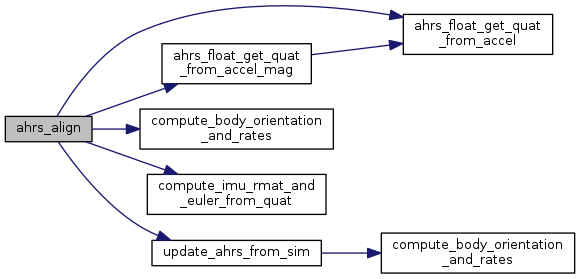 ahrs_float_get_quat
_from_accel
ahrs_float_get_quat
_from_accel_mag
ahrs_align
compute_body_orientation
_and_rates
compute_imu_rmat_and
_euler_from_quat
update_ahrs_from_sim
compute_body_orientation
_and_rates